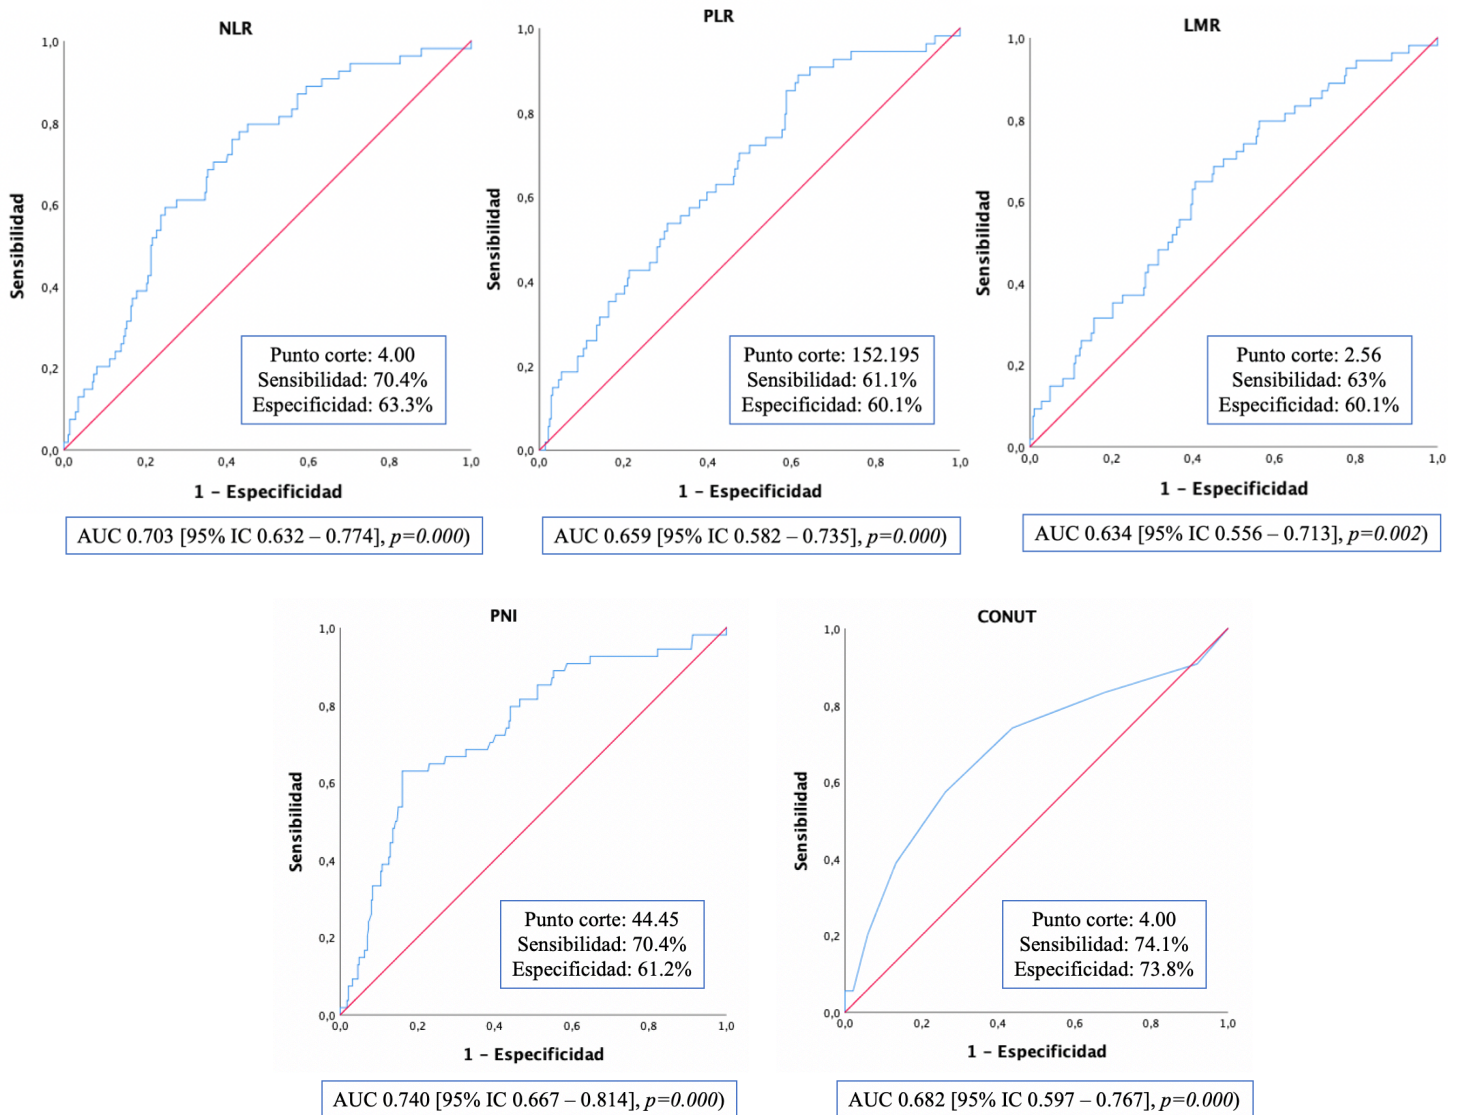 NLR
1,0
0,8
0,6
0,4
0,2
0,0
Sensibilidad
Punto corte: 4.00
Sensibilidad: 70.4%
Especificidad: 63.3%
0,0 0,2 0,4 0,6 0,8 1,0
1 – Especificidad
AUC 0.703 [95% IC 0.632 – 0.774], p=0.000)
PLR
1,0
0,8
0,6
0,4
0,2
0,0
Sensibilidad
Punto corte: 152.195
Sensibilidad: 61.1%
Especificidad: 60.1%
0,0 0,2 0,4 0,6 0,8 1,0
1 – Especificidad
AUC 0.659 [95% IC 0.582 – 0.735], p=0.000)
LMR
1,0
0,8
0,6
0,4
0,2
0,0
Sensibilidad
Punto corte: 2.56
Sensibilidad: 63%
Especificidad: 60.1%
0,0 0,2 0,4 0,6 0,8 1,0
1 – Especificidad
AUC 0.634 [95% IC 0.556 – 0.713], p=0.002)
PNI
1,0
0,8
0,6
0,4
0,2
0,0
Sensibilidad
Punto corte: 44.45
Sensibilidad: 70.4%
Especificidad: 61.2%
0,0 0,2 0,4 0,6 0,8 1,0
1 – Especificidad
AUC 0.740 [95% IC 0.667 – 0.814], p=0.000)
CONUT
1,0
0,8
0,6
0,4
0,2
0,0
Sensibilidad
Punto corte: 4.00
Sensibilidad: 74.1%
Especificidad: 73.8%
0,0 0,2 0,4 0,6 0,8 1,0
1 – Especificidad
AUC 0.682 [95% IC 0.597 – 0.767], p=0.000)